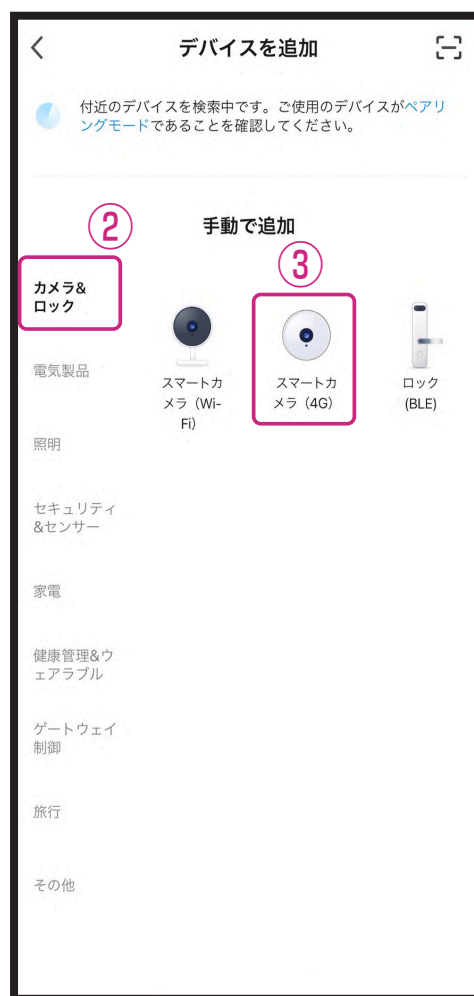 デバイスを追加
付近のデバイスを検索中です。ご使用のデバイスがペアリ
ングモードであることを確認してください。
手動で追加
②
③
カメラ&
ロック
スマートカ
メラ（Wi-
Fi）
スマートカ
メラ（4G）
ロック
(BLE)
電気製品
照明
セキュリティ
&センサー
家電
健康管理&ウ
ェアラブル
ゲートウェイ
制御
旅行
その他